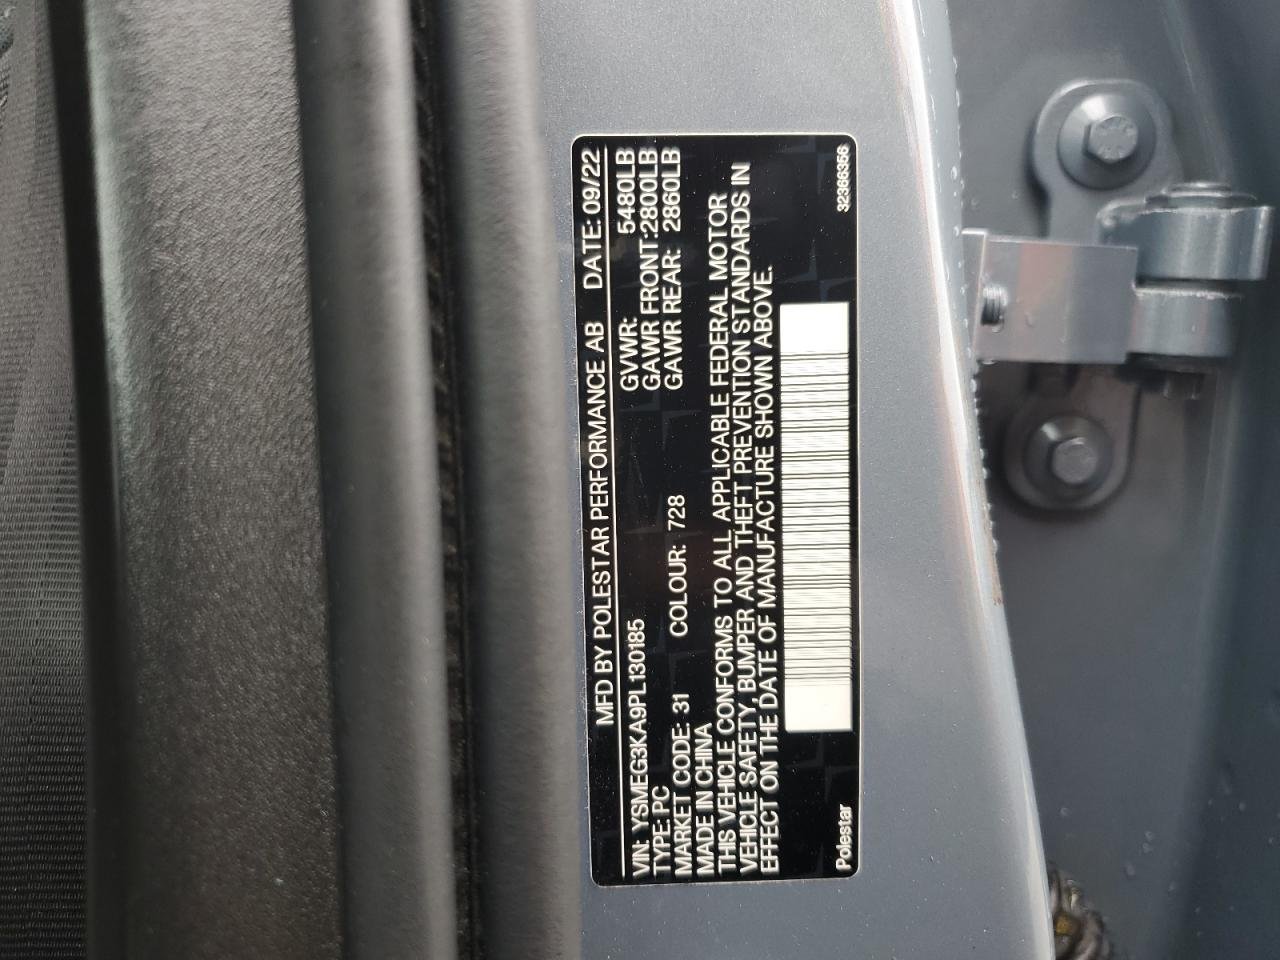 MFD BY POLESTAR PERFORMANCE AB DATE: 09/22
VIN: YSMEG3KA9PL130185 GVWR: 5480LB
TYPE: PC GAWR FRONT:2800LB
MARKET CODE: 31 COLOUR: 728 GAWR REAR: 2860LB
MADE IN CHINA
THIS VEHICLE CONFORMS TO ALL APPLICABLE FEDERAL MOTOR
VEHICLE SAFETY, BUMPER AND THEFT PREVENTION STANDARDS IN
EFFECT ON THE DATE OF MANUFACTURE SHOWN ABOVE.
Polestar 32366356